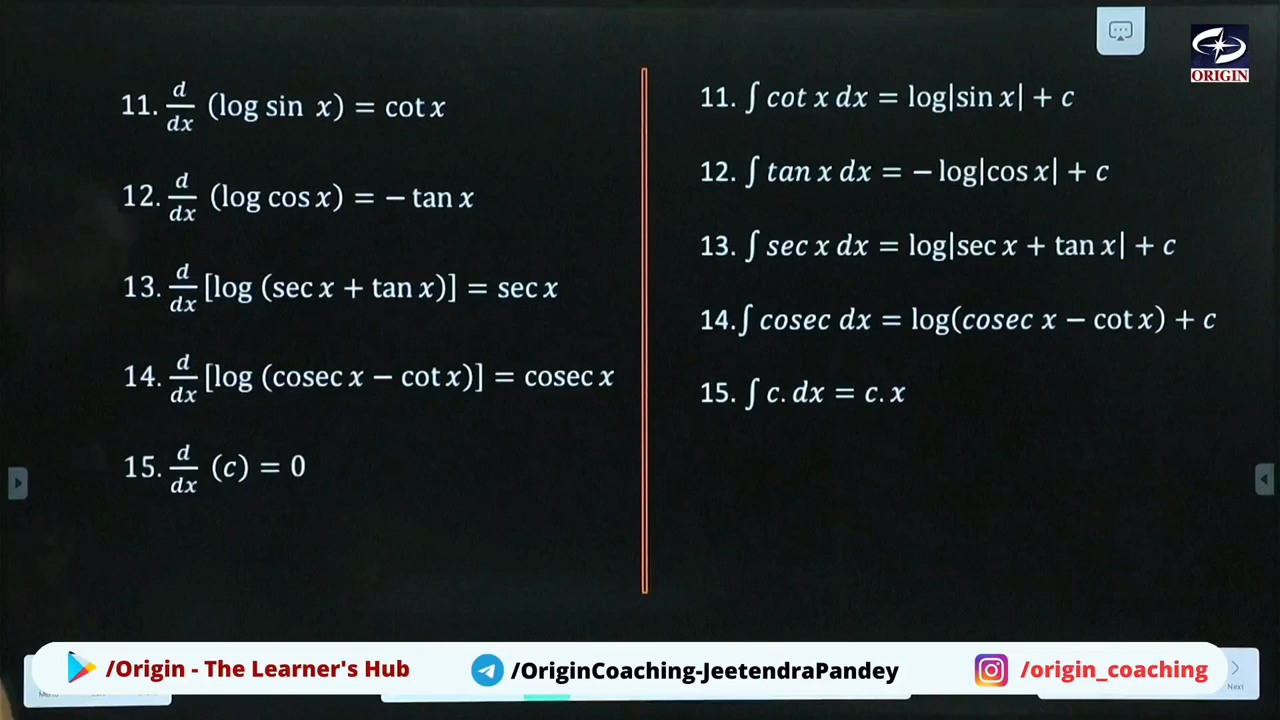 ORIGIN
11. d/dx (log sin x) = cot x
12. d/dx (log cos x) = − tan x
13. d/dx [log (sec x + tan x)] = sec x
14. d/dx [log (cosec x − cot x)] = cosec x
15. d/dx (c) = 0
11. ∫ cot x dx = log|sin x| + c
12. ∫ tan x dx = − log|cos x| + c
13. ∫ sec x dx = log|sec x + tan x| + c
14.∫ cosec dx = log(cosec x − cot x) + c
15. ∫ c. dx = c. x
/Origin - The Learner's Hub
/OriginCoaching-JeetendraPandey
/origin_coaching
Next